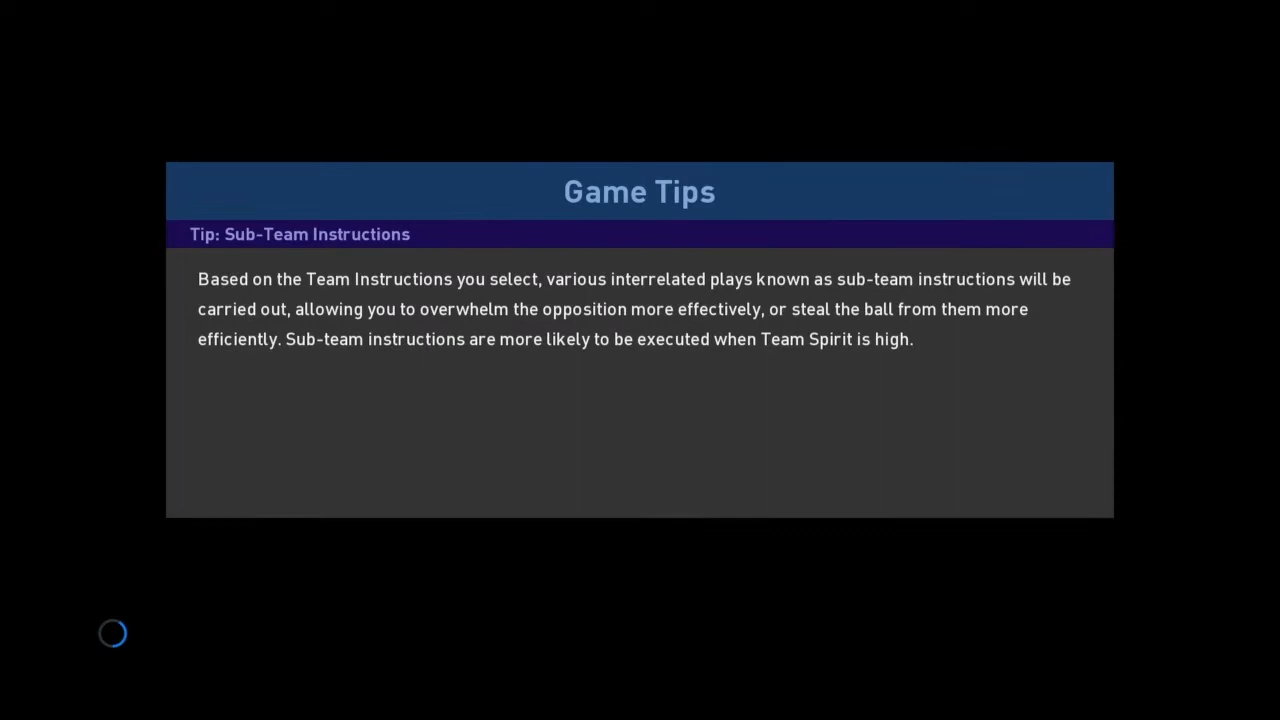 Game Tips
Tip: Sub-Team Instructions
Based on the Team Instructions you select, various interrelated plays known as sub-team instructions will be
carried out, allowing you to overwhelm the opposition more effectively, or steal the ball from them more
efficiently. Sub-team instructions are more likely to be executed when Team Spirit is high.